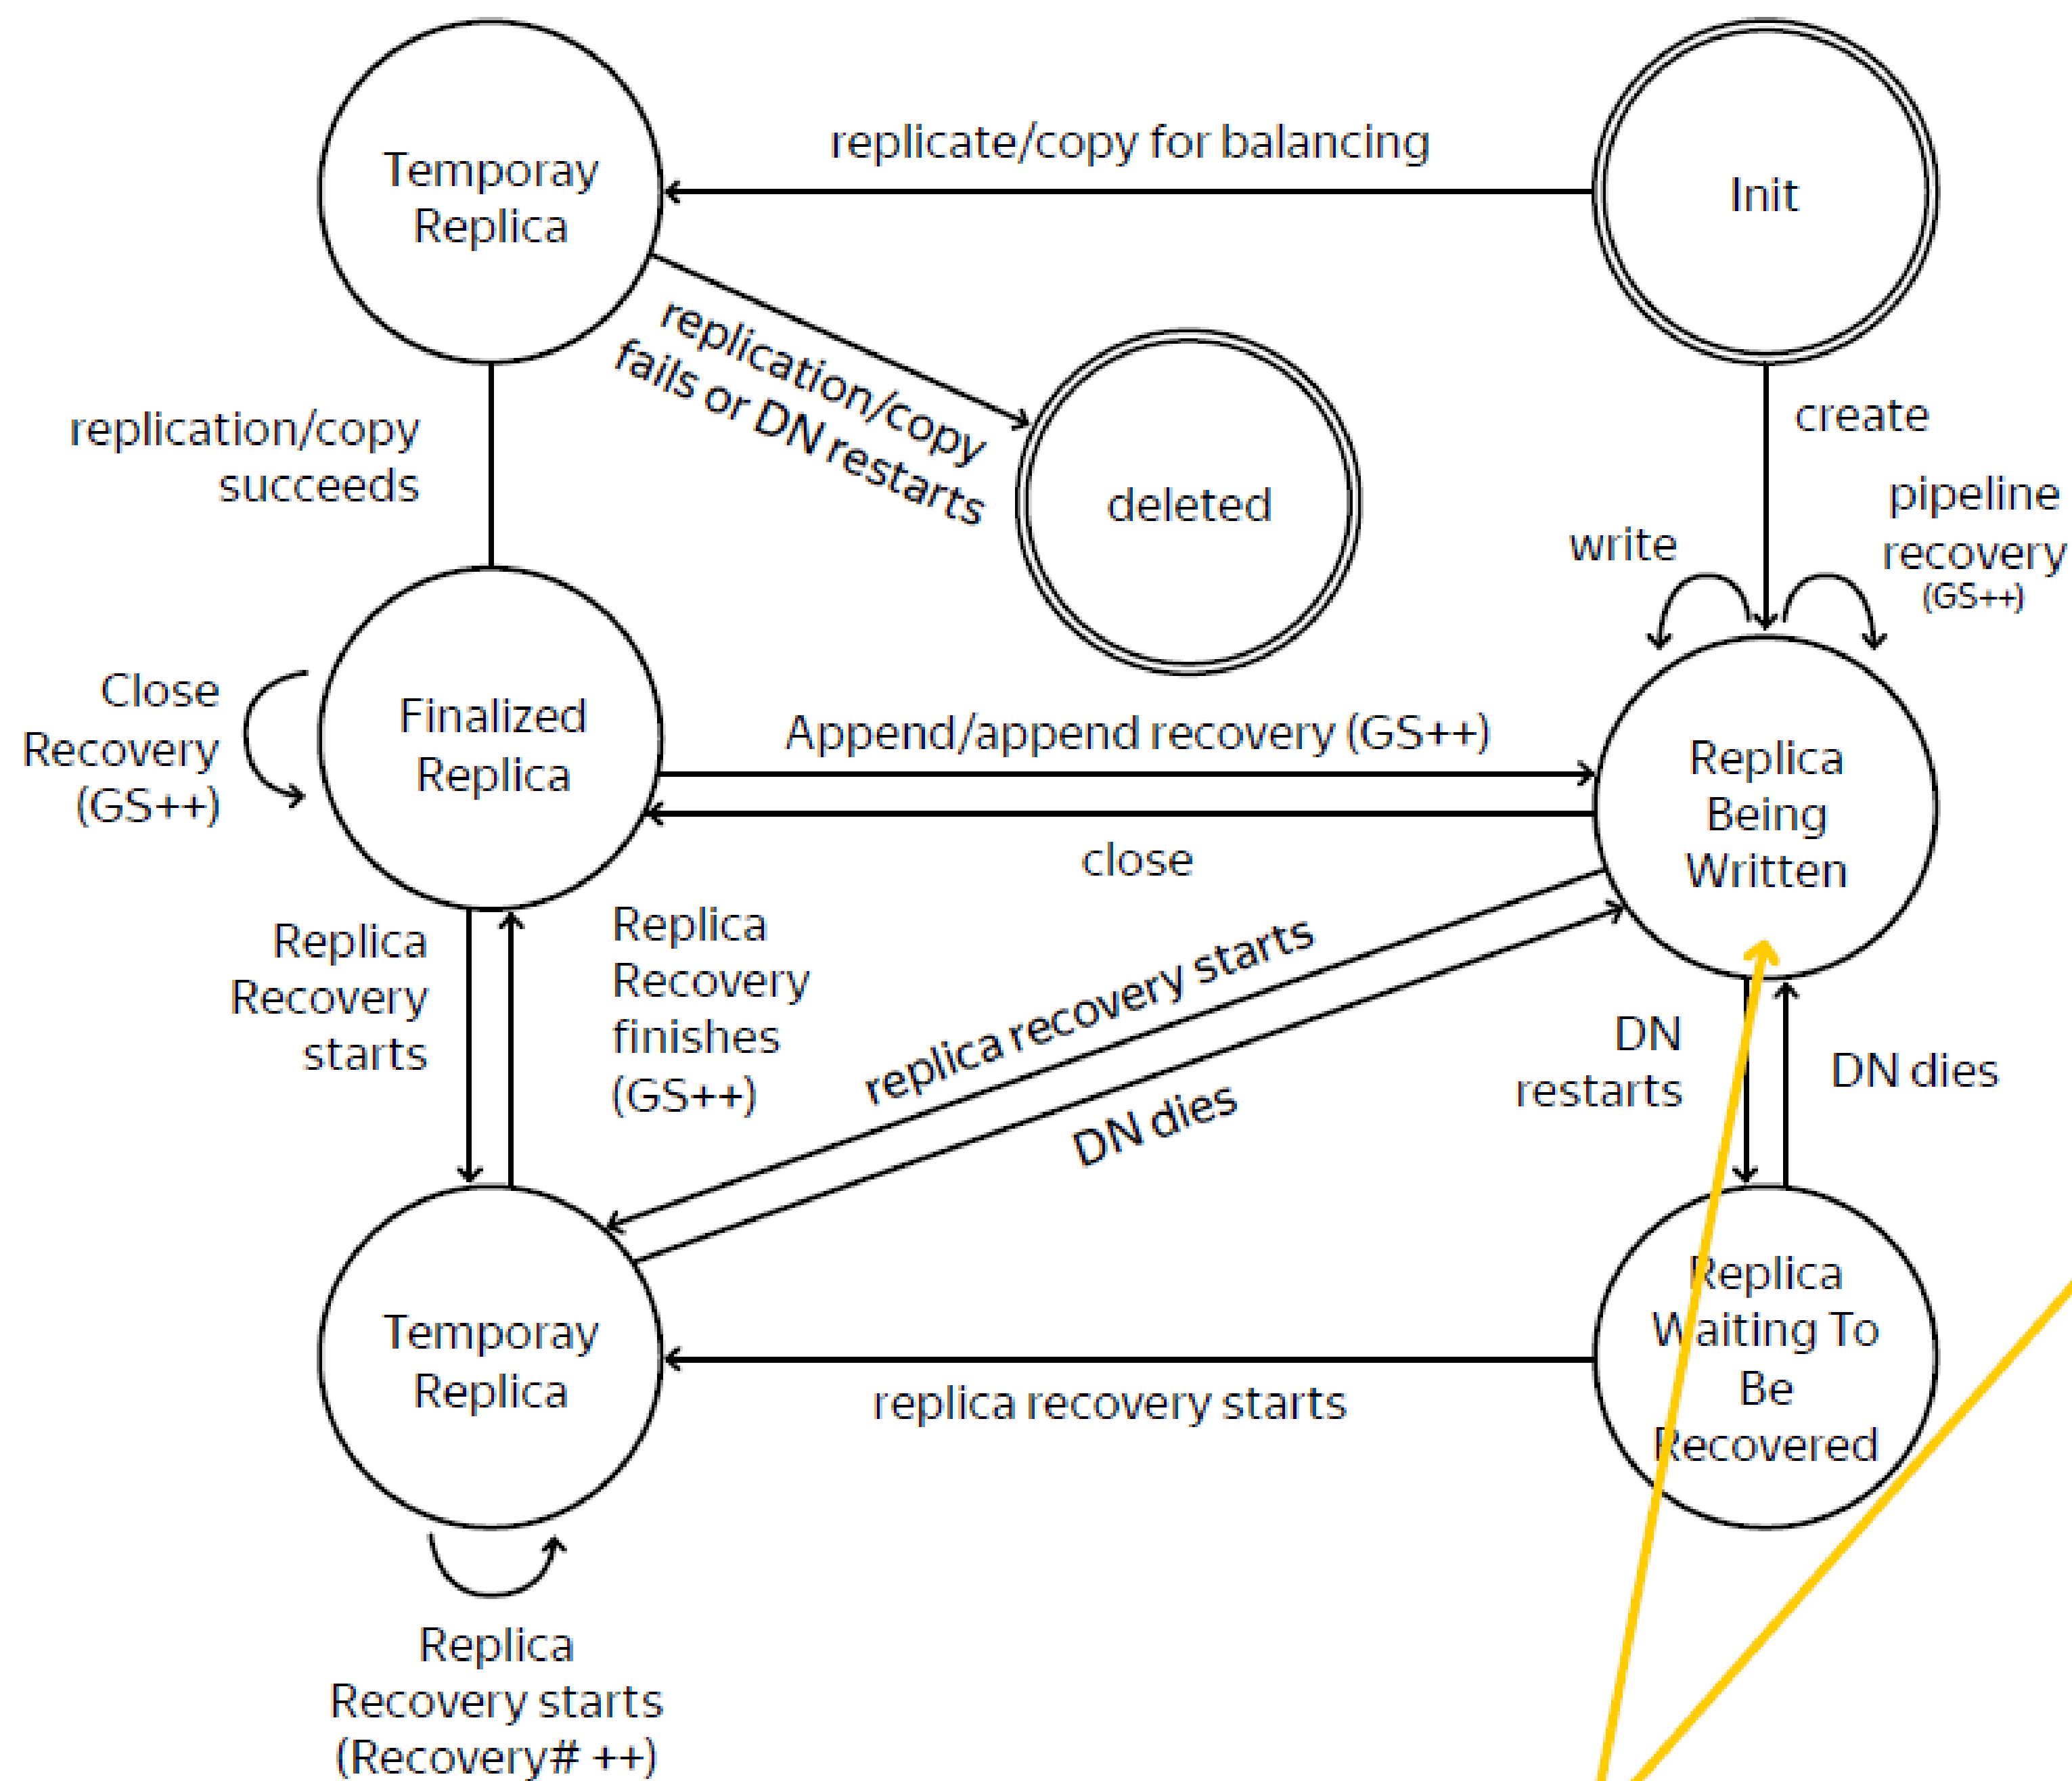 Temporay
Replica
replicate/copy for balancing
Init
replication/copy
fails or DN restarts
deleted
replication/copy
succeeds
create
pipeline
recovery
(GS++)
write
Close
Recovery
(GS++)
Finalized
Replica
Append/append recovery (GS++)
close
Replica
Being
Written
Replica
Recovery
starts
Replica
Recovery
finishes
(GS++)
replica recovery starts
DN dies
DN
restarts
DN dies
Temporay
Replica
replica recovery starts
Replica
Waiting To
Be
Recovered
Replica
Recovery starts
(Recovery# ++)